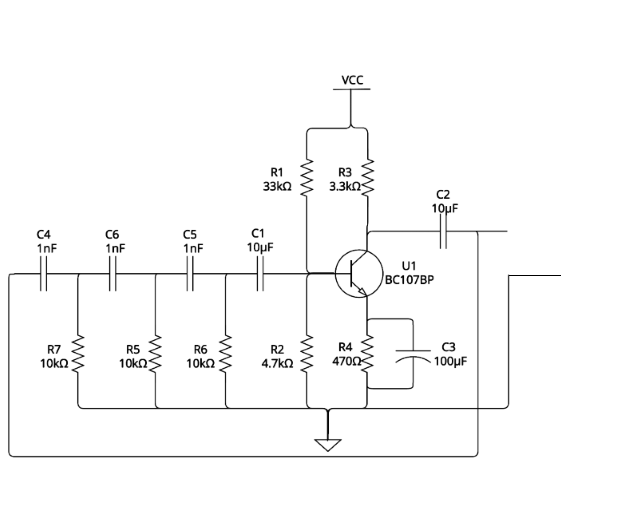 VCC
R1
33kΩ
R3
3.3kΩ
C2
10µF
C4
1nF
C6
1nF
C5
1nF
C1
10µF
U1
BC107BP
R7
10kΩ
R5
10kΩ
R6
10kΩ
R2
4.7kΩ
R4
470Ω
C3
100µF